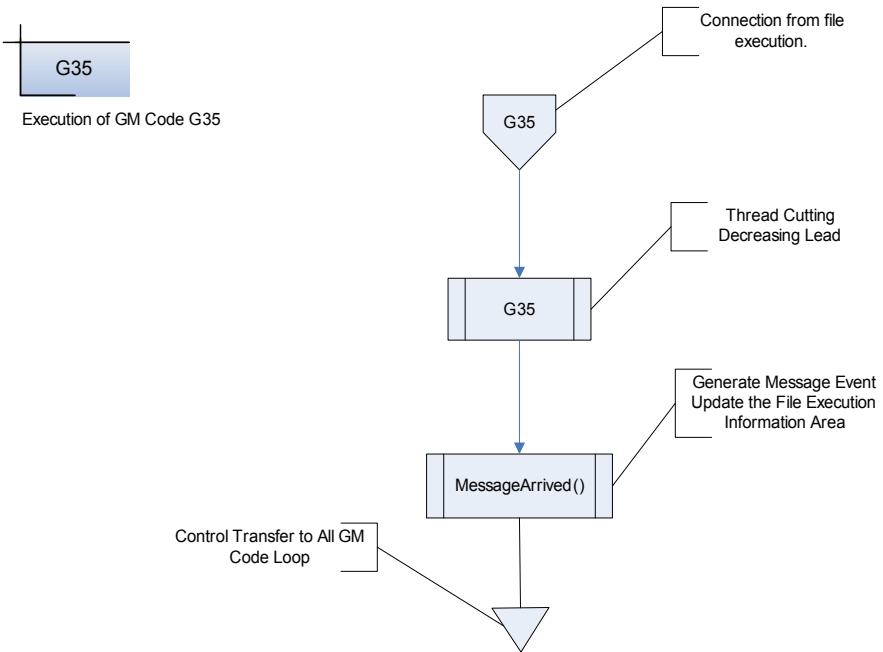 G35
Execution of GM Code G35
Connection from file
execution.
G35
Thread Cutting
Decreasing Lead
G35
Generate Message Event
Update the File Execution
Information Area
MessageArrived()
Control Transfer to All GM
Code Loop